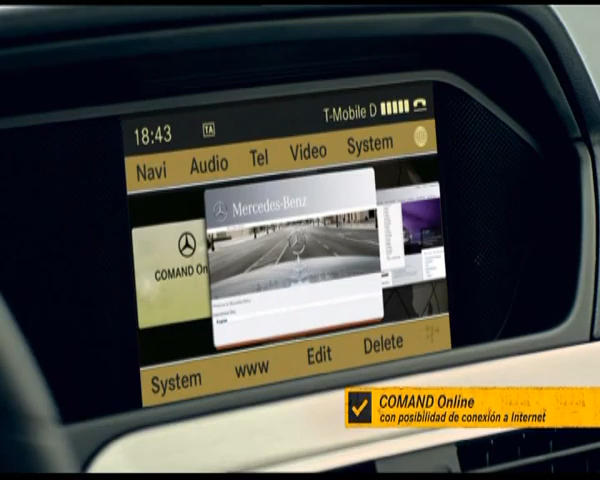 18:43 TA T-Mobile D
Navi Audio Tel Video System
Mercedes-Benz
COMAND On
System www Edit Delete
COMAND Online
con posibilidad de conexión a Internet